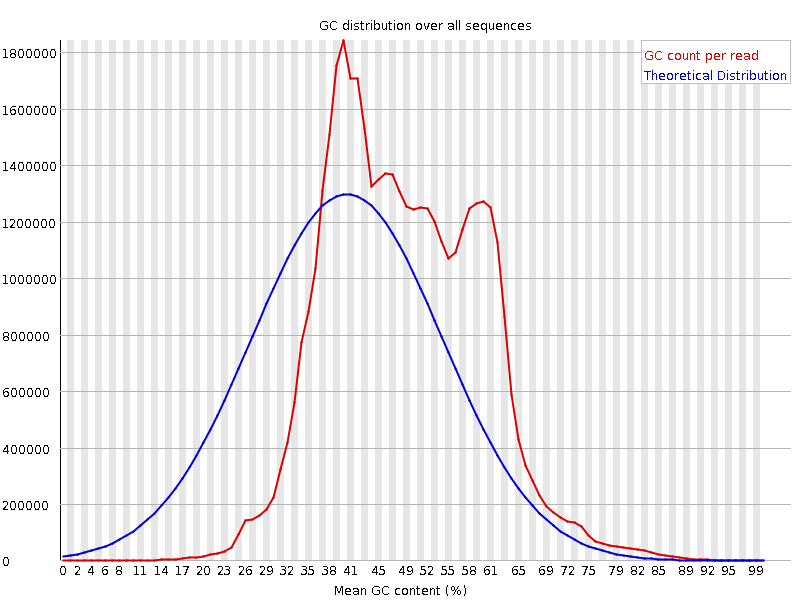 GC distribution over all sequences
GC count per read
Theoretical Distribution
1800000
1600000
1400000
1200000
1000000
800000
600000
400000
200000
0
0 2 4 6 8 11 14 17 20 23 26 29 32 35 38 41 45 49 52 55 58 61 65 69 72 75 79 82 85 89 92 95 99
Mean GC content (%)